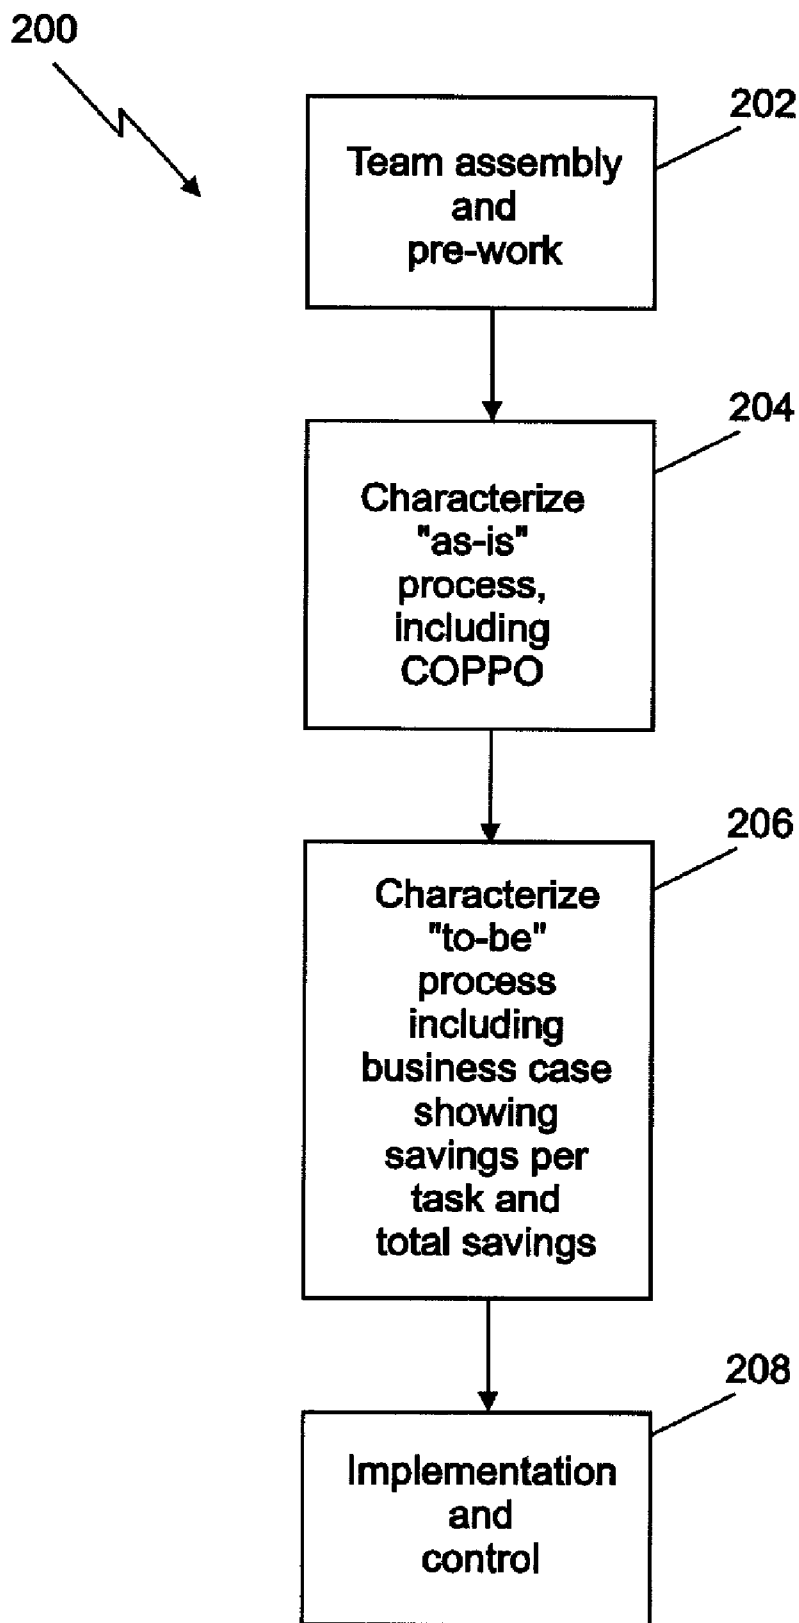 200
202
Team assembly
and
pre-work
204
Characterize
"as-is"
process,
including
COPPO
206
Characterize
"to-be"
process
including
business case
showing
savings per
task and
total savings
208
Implementation
and
control